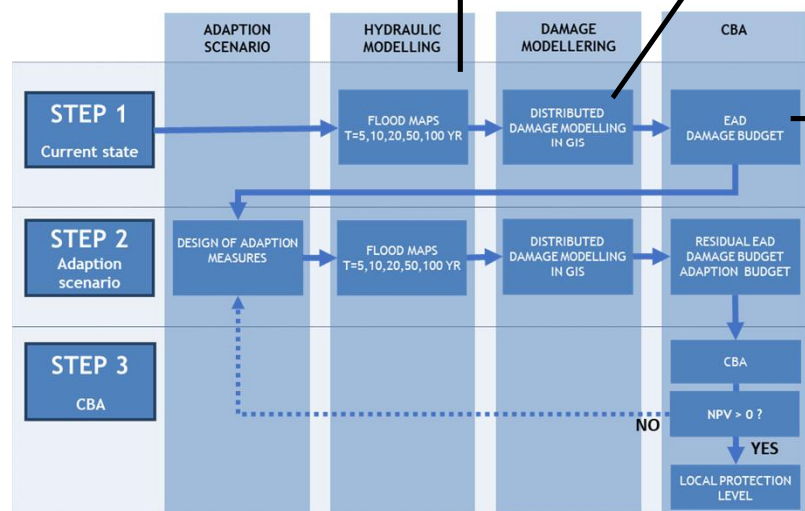 ADAPTION
SCENARIO
HYDRAULIC
MODELLING
DAMAGE
MODELLERING
CBA
STEP 1
Current state
FLOOD MAPS
T=5,10,20,50,100 YR
DISTRIBUTED
DAMAGE MODELLING
IN GIS
EAD
DAMAGE BUDGET
STEP 2
Adaption
scenario
DESIGN OF ADAPTION
MEASURES
FLOOD MAPS
T=5,10,20,50,100 YR
DISTRIBUTED
DAMAGE MODELLING
IN GIS
RESIDUAL EAD
DAMAGE BUDGET
ADAPTION BUDGET
STEP 3
CBA
CBA
NPV > 0 ?
NO
YES
LOCAL PROTECTION
LEVEL